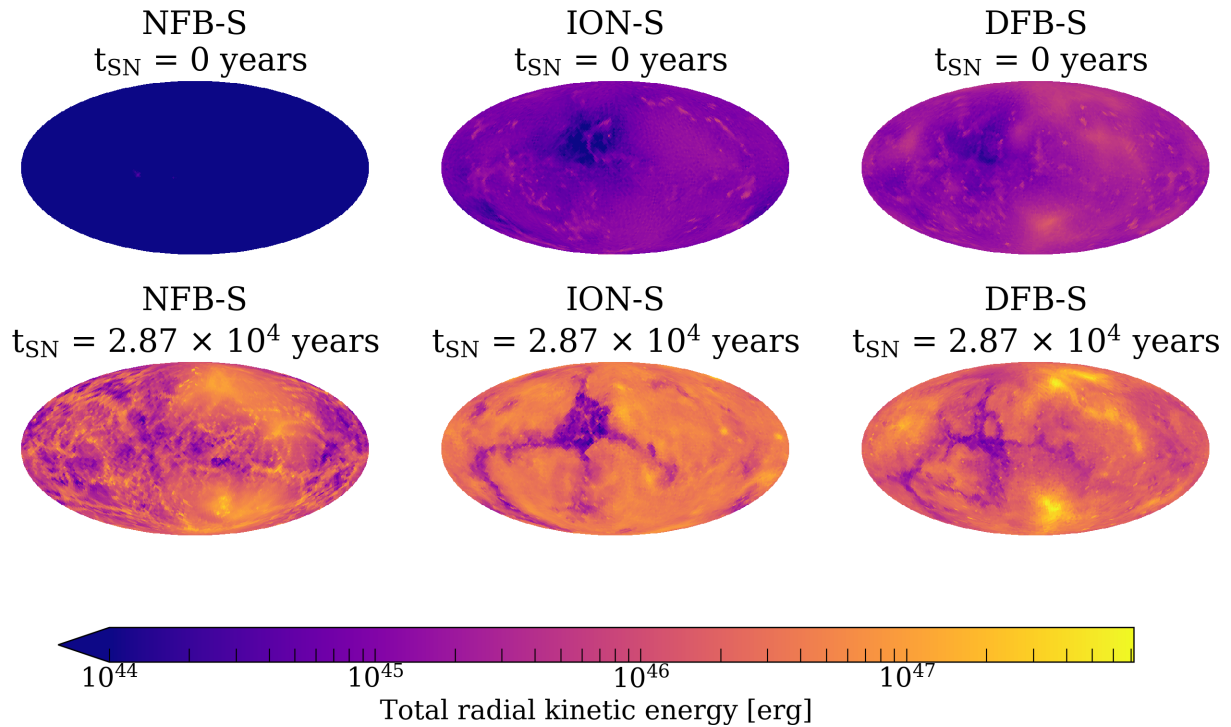 NFB-S
t_SN = 0 years
ION-S
t_SN = 0 years
DFB-S
t_SN = 0 years
NFB-S
t_SN = 2.87 × 10^4 years
ION-S
t_SN = 2.87 × 10^4 years
DFB-S
t_SN = 2.87 × 10^4 years
10^44 10^45 10^46 10^47
Total radial kinetic energy [erg]